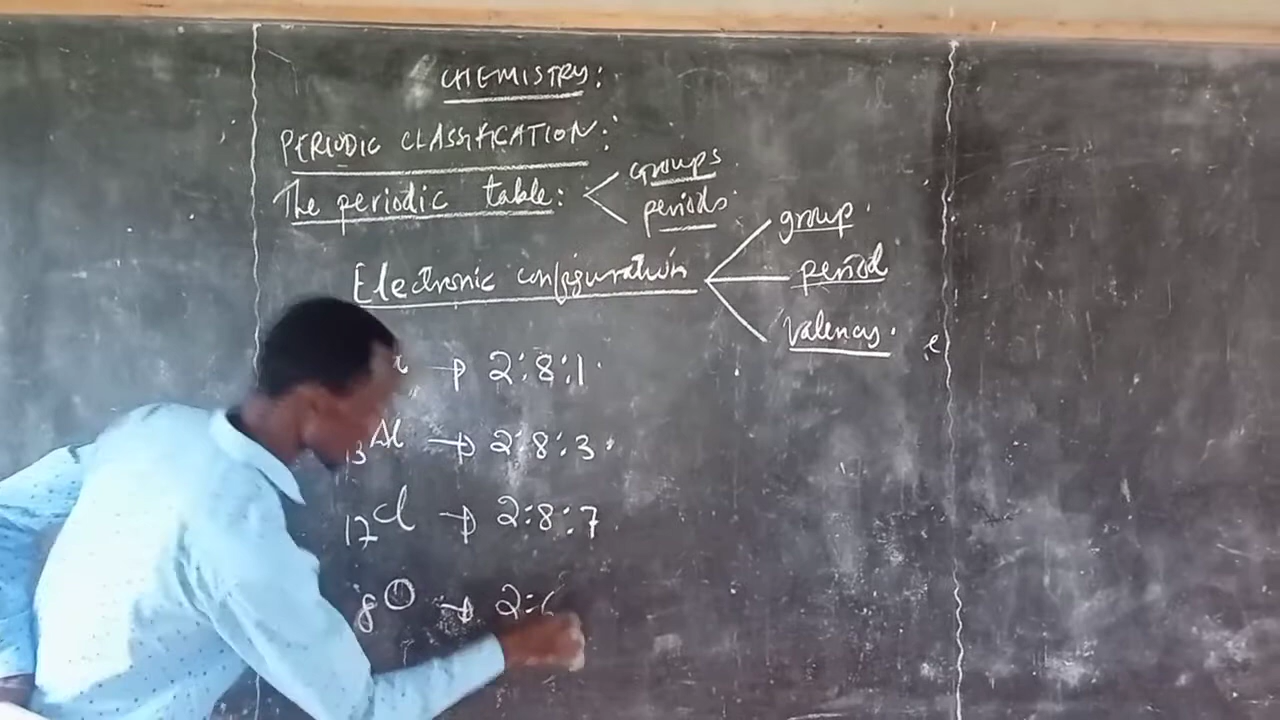 CHEMISTRY:
PERIODIC CLASSIFICATION:
The periodic table: groups
periods
Electronic configuration group
period
valency.
→ 2:8:1
13Al → 2:8:3
17Cl → 2:8:7
8O → 2: